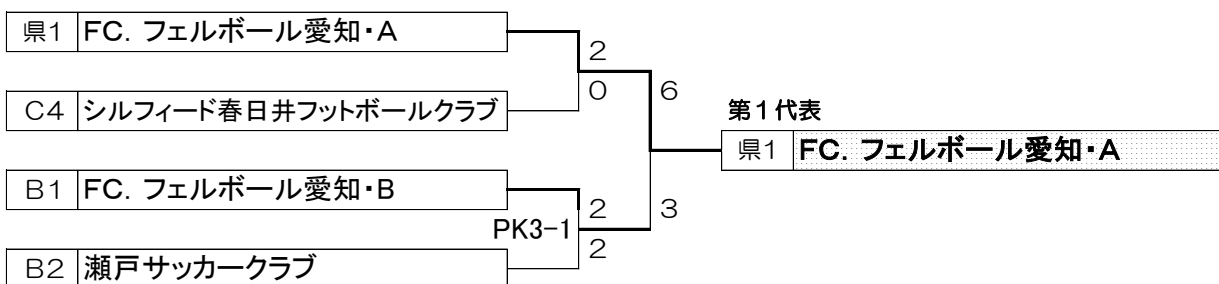 県1 FC. フェルボール愛知・A
2
0
6
C4 シルフィード春日井フットボールクラブ
第1代表
県1 FC. フェルボール愛知・A
B1 FC. フェルボール愛知・B
2
3
PK3-1
2
B2 瀬戸サッカークラブ